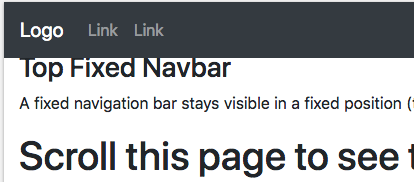 Logo Link Link
Top Fixed Navbar
A fixed navigation bar stays visible in a fixed position (
Scroll this page to see